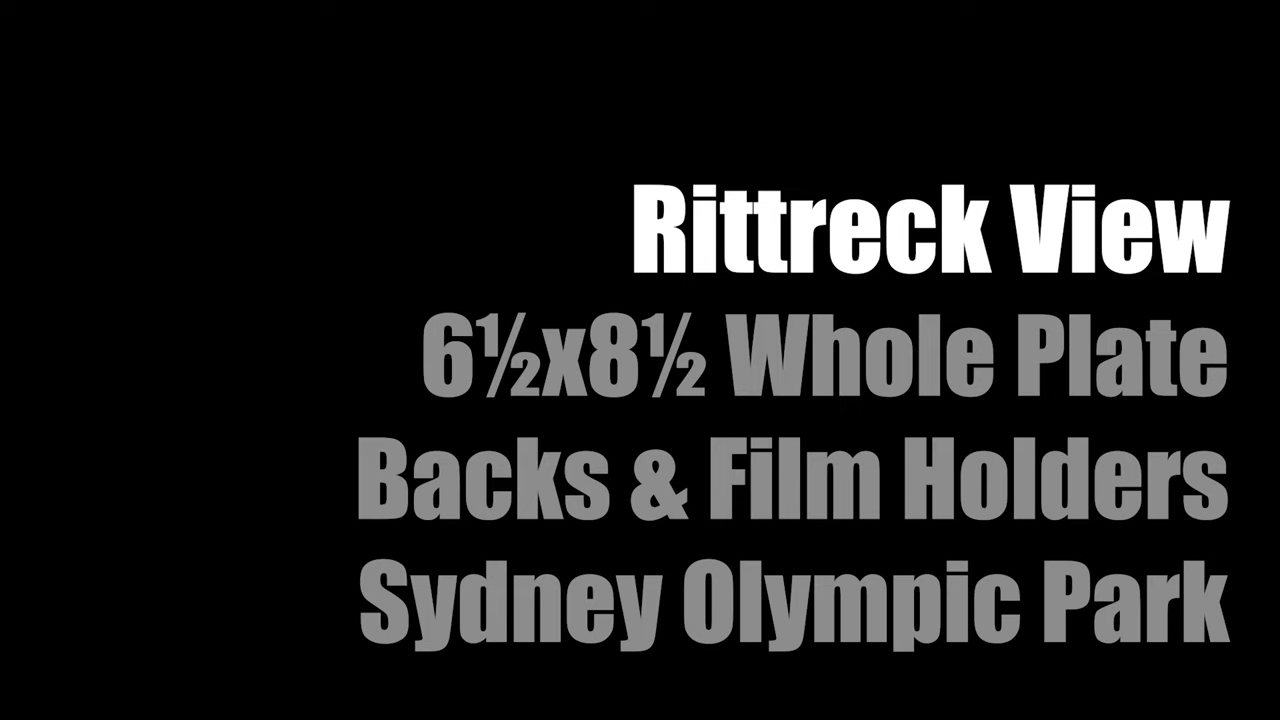 Rittreck View
6½x8½ Whole Plate
Backs & Film Holders
Sydney Olympic Park